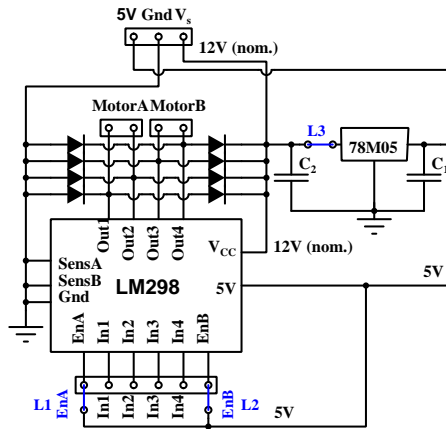 5V Gnd Vs
12V (nom.)
MotorA MotorB
L3
78M05
C2
C1
Out1
Out2
Out3
Out4
VCC
12V (nom.)
SensA
SensB
Gnd
LM298
5V
5V
EnA
In1
In2
In3
In4
EnB
L1
EnA
In1
In2
In3
In4
EnB
L2
5V